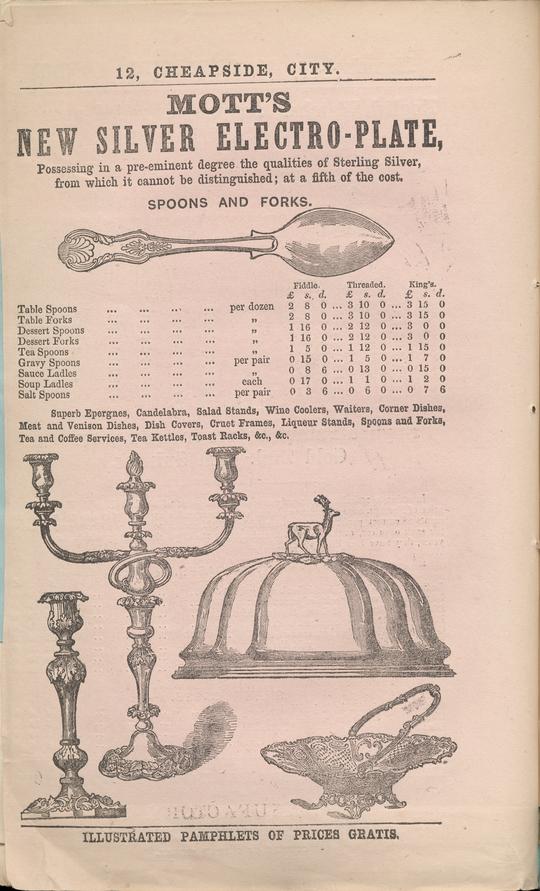 12, CHEAPSIDE, CITY.
MOTT'S
NEW SILVER ELECTRO-PLATE,
Possessing in a pre-eminent degree the qualities of Sterling Silver,
from which it cannot be distinguished; at a fifth of the cost.
SPOONS AND FORKS.
Fiddle. Threaded. King's.
£ s. d. £ s. d. £ s. d.
Table Spoons ... ... ... ... per dozen 2 8 0 ... 3 10 0 ... 3 15 0
Table Forks ... ... ... ... „ 2 8 0 ... 3 10 0 ... 3 15 0
Dessert Spoons ... ... ... ... „ 1 16 0 ... 2 12 0 ... 3 0 0
Dessert Forks ... ... ... ... „ 1 16 0 ... 2 12 0 ... 3 0 0
Tea Spoons ... ... ... ... „ 1 5 0 ... 1 12 0 ... 1 15 0
Gravy Spoons ... ... ... ... per pair 0 15 0 ... 1 5 0 ... 1 7 0
Sauce Ladles ... ... ... ... „ 0 8 6 ... 0 13 0 ... 0 15 0
Soup Ladles ... ... ... ... each 0 17 0 ... 1 1 0 ... 1 2 0
Salt Spoons ... ... ... ... per pair 0 3 6 ... 0 6 0 ... 0 7 6
Superb Epergnes, Candelabra, Salad Stands, Wine Coolers, Waiters, Corner Dishes,
Meat and Venison Dishes, Dish Covers, Cruet Frames, Liqueur Stands, Spoons and Forks,
Tea and Coffee Services, Tea Kettles, Toast Racks, &c., &c.
ILLUSTRATED PAMPHLETS OF PRICES GRATIS.